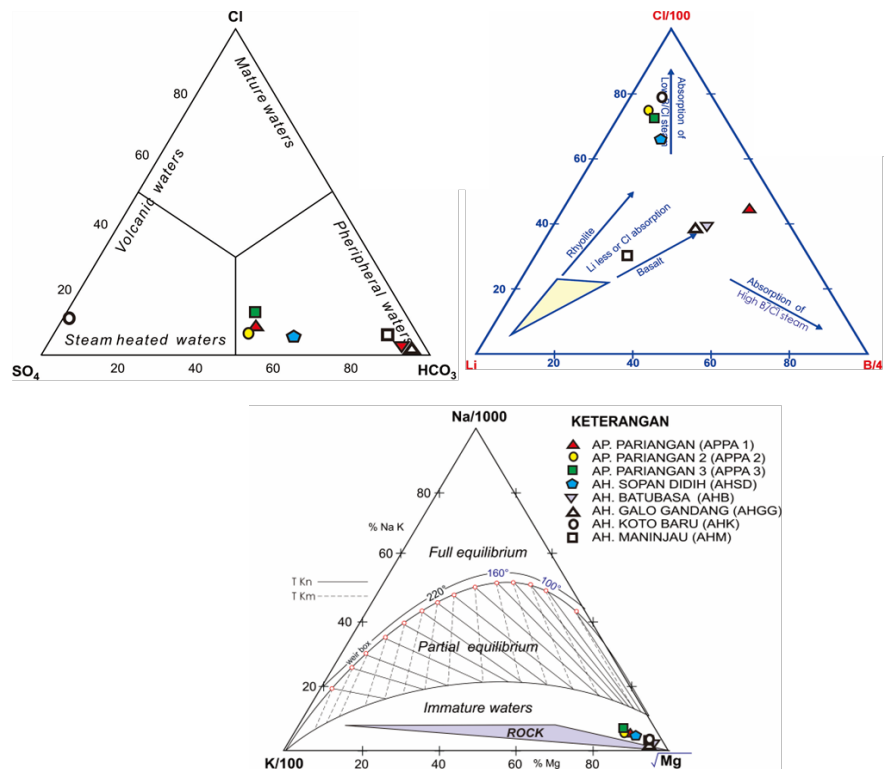 Cl
Mature waters
80
60
40
20
Volcanic waters
Pheripheral waters
Steam heated waters
SO4
20
40
60
80
HCO3
Cl/100
80
60
40
20
Absorption of
Low B/Cl steam
Rhyolite
Li less or Cl absorption
Basalt
Absorption of
High B/Cl steam
Li
20
40
60
80
B/4
Na/1000
80
% Na K
60
Full equilibrium
T Kn
T Km
40
220°
160°
100°
weir box
Partial equilibrium
20
Immature waters
ROCK
K/100
20
40
60
% Mg
80
√Mg
KETERANGAN
AP. PARIANGAN (APPA 1)
AP. PARIANGAN 2 (APPA 2)
AP. PARIANGAN 3 (APPA 3)
AH. SOPAN DIDIH (AHSD)
AH. BATUBASA (AHB)
AH. GALO GANDANG (AHGG)
AH. KOTO BARU (AHK)
AH. MANINJAU (AHM)